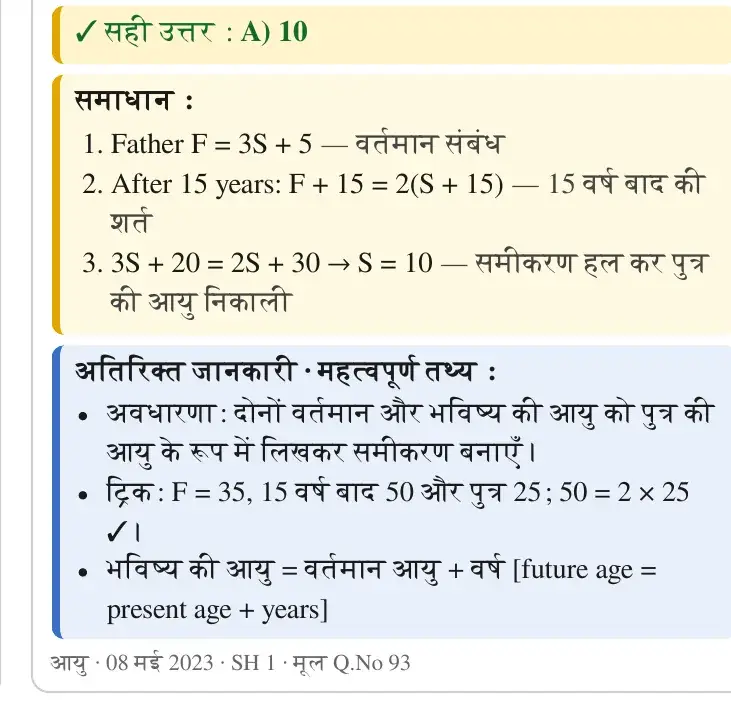 ✓ सही उत्तर : A) 10
समाधान :
1. Father F = 3S + 5 — वर्तमान संबंध
2. After 15 years: F + 15 = 2(S + 15) — 15 वर्ष बाद की
शर्त
3. 3S + 20 = 2S + 30 → S = 10 — समीकरण हल कर पुत्र
की आयु निकाली
अतिरिक्त जानकारी · महत्वपूर्ण तथ्य :
• अवधारणा : दोनों वर्तमान और भविष्य की आयु को पुत्र की
आयु के रूप में लिखकर समीकरण बनाएँ।
• ट्रिक : F = 35, 15 वर्ष बाद 50 और पुत्र 25; 50 = 2 × 25
✓।
• भविष्य की आयु = वर्तमान आयु + वर्ष [future age =
present age + years]
आयु · 08 मई 2023 · SH 1 · मूल Q.No 93